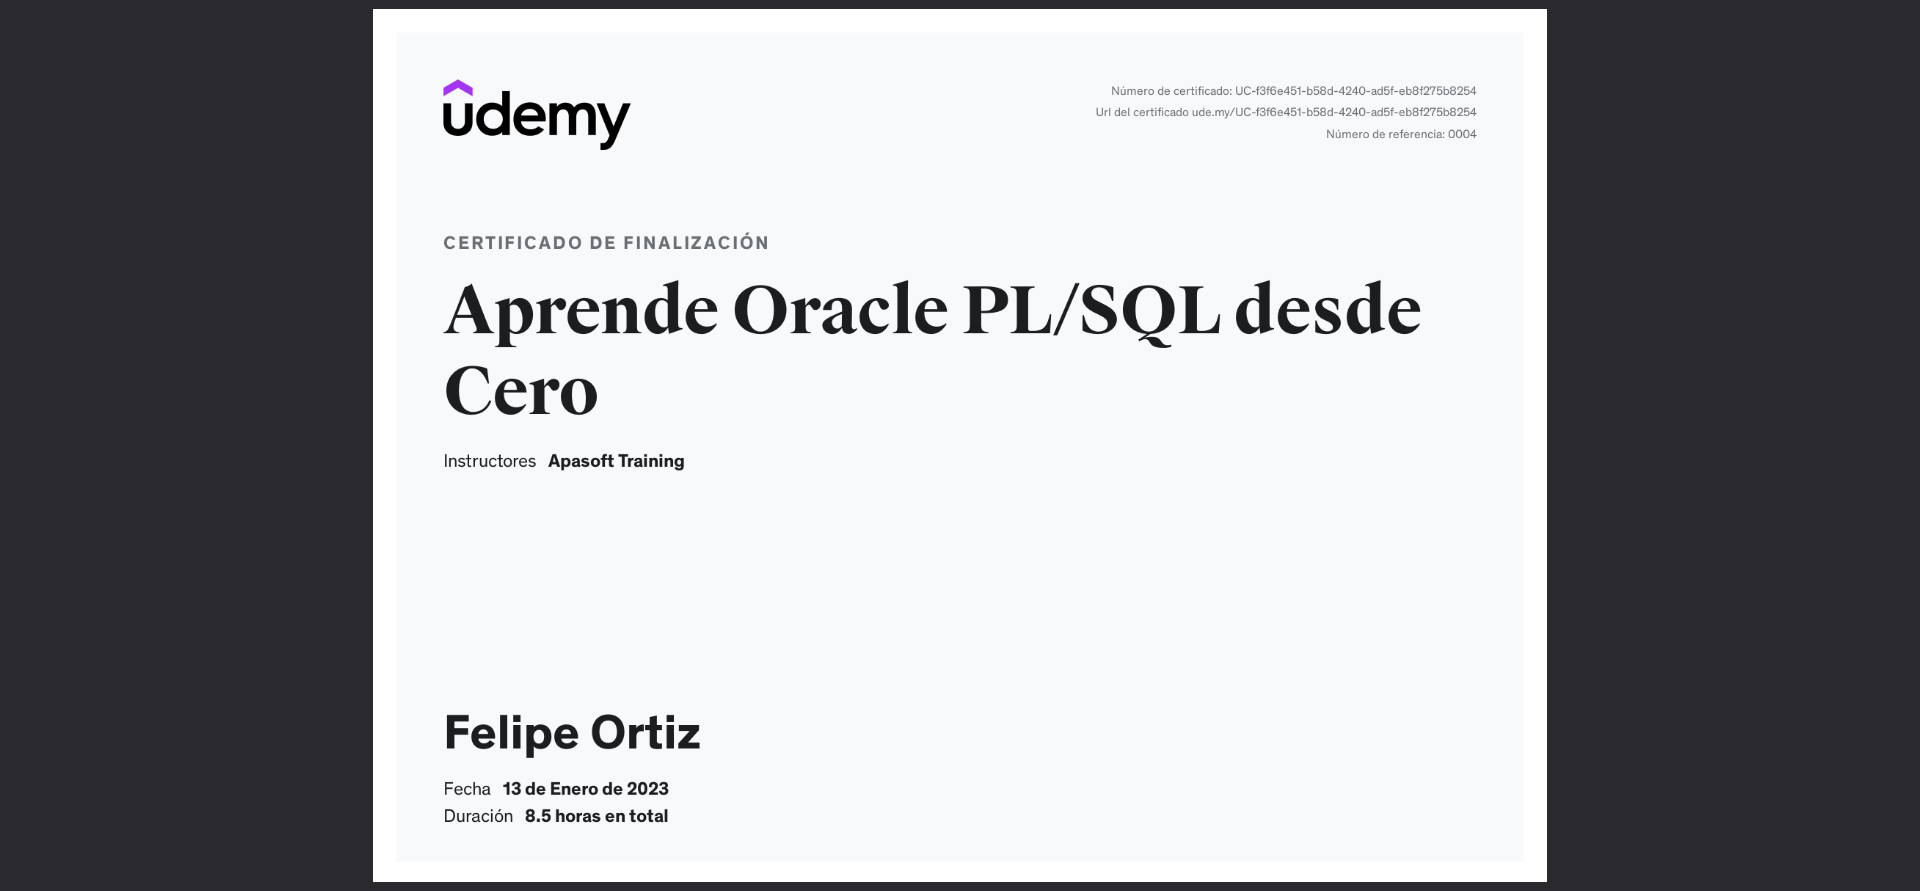 udemy
Número de certificado: UC-f3f6e451-b58d-4240-ad5f-eb8f275b8254
Url del certificado ude.my/UC-f3f6e451-b58d-4240-ad5f-eb8f275b8254
Número de referencia: 0004
CERTIFICADO DE FINALIZACIÓN
Aprende Oracle PL/SQL desde
Cero
Instructores Apasoft Training
Felipe Ortiz
Fecha 13 de Enero de 2023
Duración 8.5 horas en total